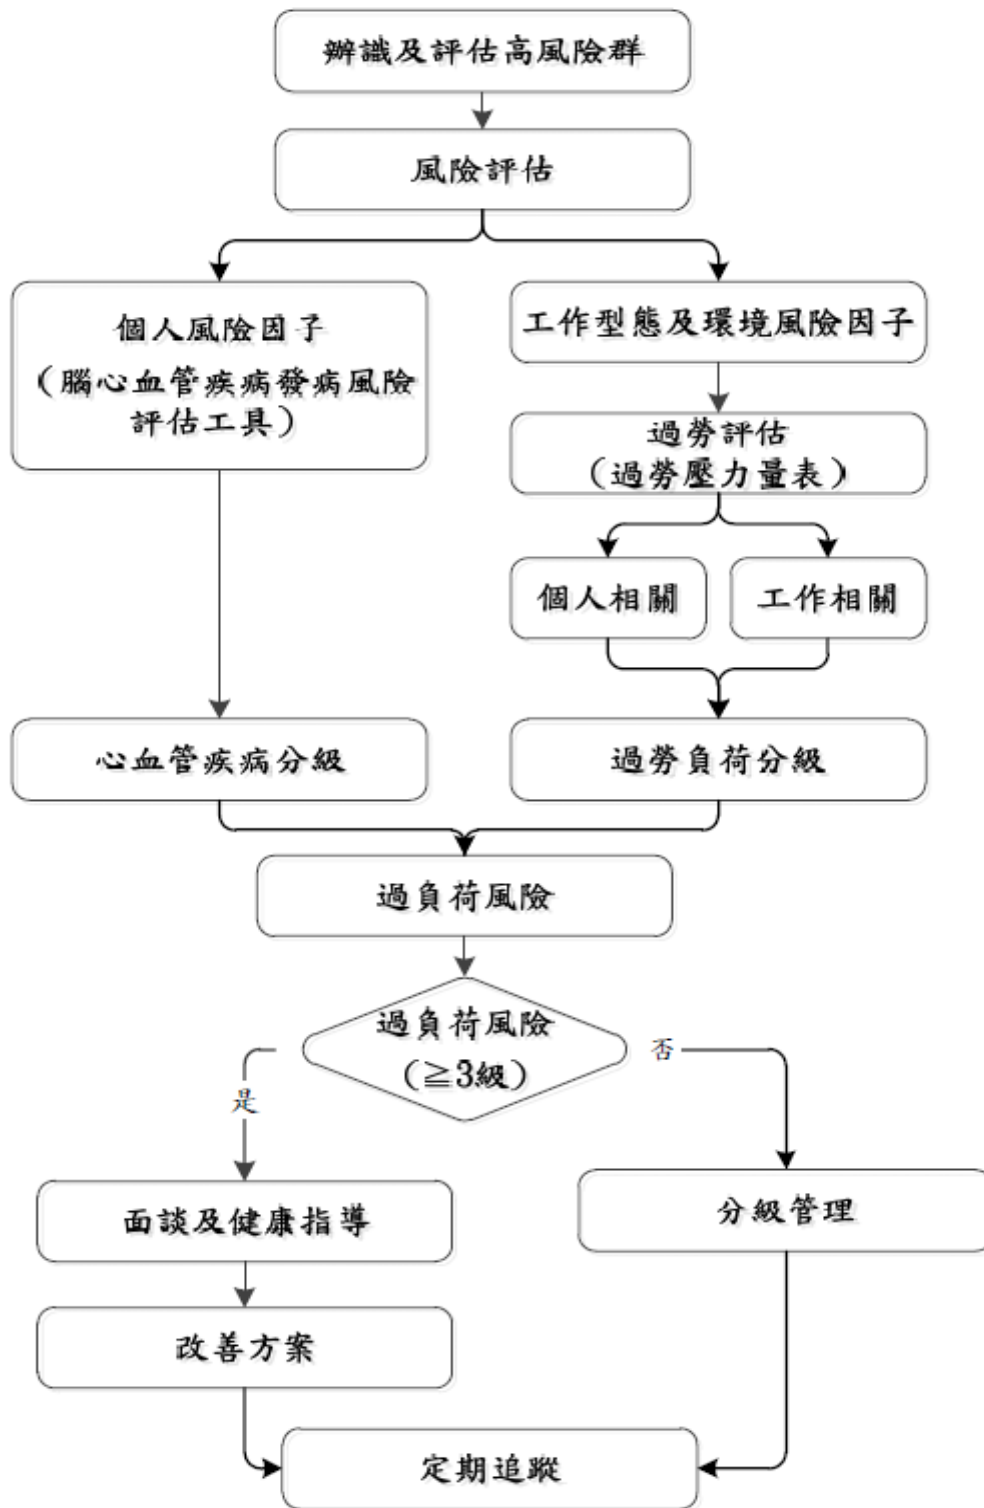 辦識及評估高風險群
風險評估
個人風險因子
（腦心血管疾病發病風險
評估工具）
工作型態及環境風險因子
過勞評估
（過勞壓力量表）
個人相關
工作相關
心血管疾病分級
過勞負荷分級
過負荷風險
過負荷風險
（≧3級）
是
否
面談及健康指導
分級管理
改善方案
定期追蹤